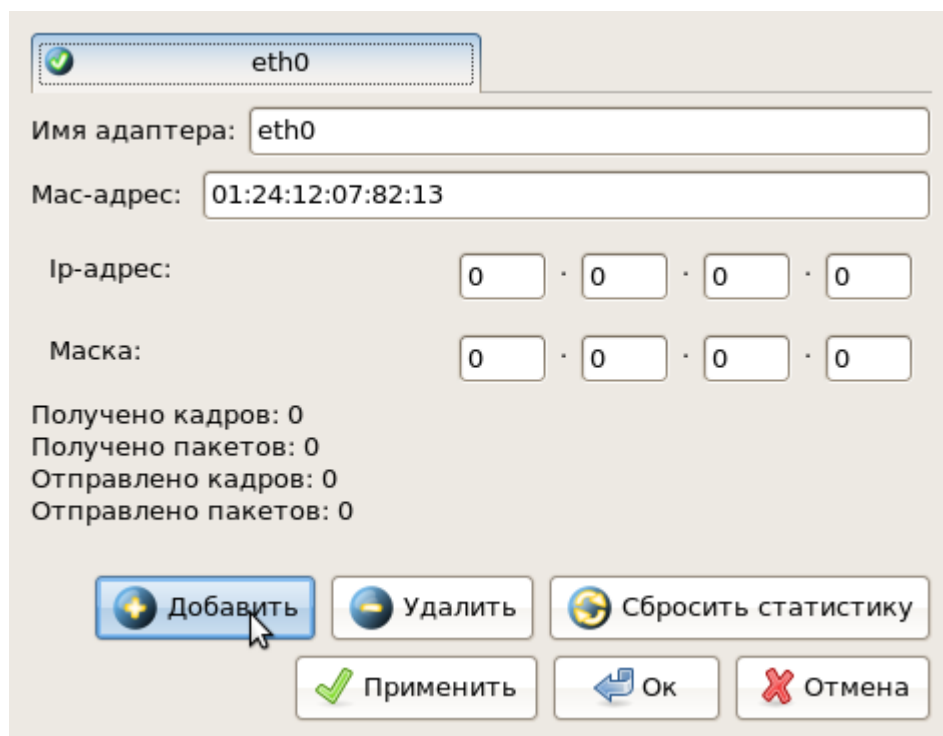 eth0
Имя адаптера: eth0
Мас-адрес: 01:24:12:07:82:13
Ip-адрес: 0 · 0 · 0 · 0
Маска: 0 · 0 · 0 · 0
Получено кадров: 0
Получено пакетов: 0
Отправлено кадров: 0
Отправлено пакетов: 0
Добавить Удалить Сбросить статистику
Применить Ок Отмена